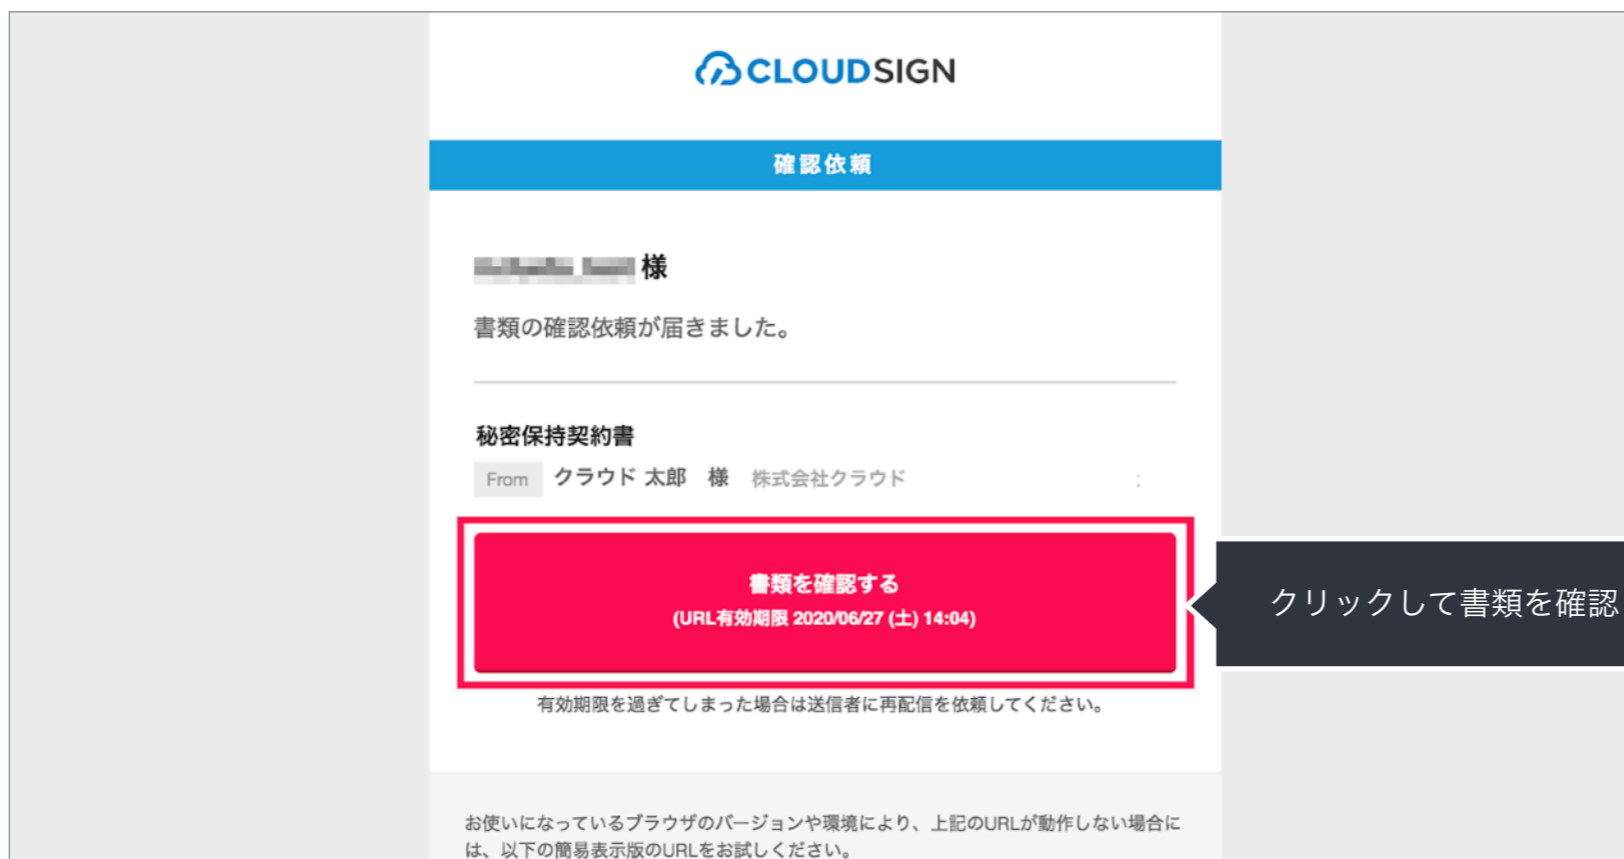 CLOUDSIGN
確認依頼
様
書類の確認依頼が届きました。
秘密保持契約書
From クラウド 太郎 様 株式会社クラウド :
書類を確認する
(URL有効期限 2020/06/27 (土) 14:04)
クリックして書類を確認
有効期限を過ぎてしまった場合は送信者に再配信を依頼してください。
お使いになっているブラウザのバージョンや環境により、上記のURLが動作しない場合に
は、以下の簡易表示版のURLをお試しください。